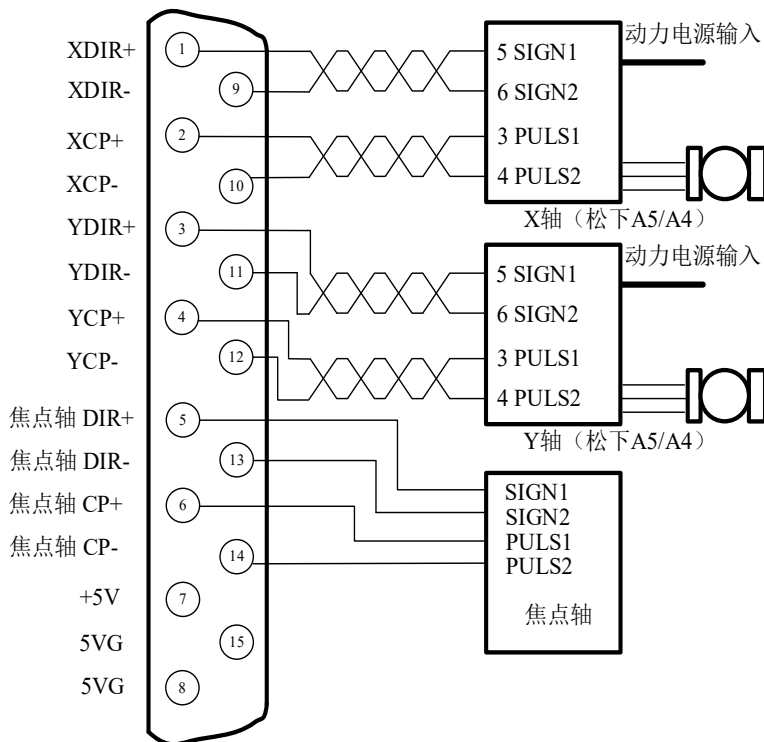 XDIR+
1
XDIR-
9
XCP+
2
XCP-
10
YDIR+
3
YDIR-
11
YCP+
4
YCP-
12
焦点轴 DIR+
5
焦点轴 DIR-
13
焦点轴 CP+
6
焦点轴 CP-
14
+5V
7
5VG
15
5VG
8
5 SIGN1
6 SIGN2
3 PULS1
4 PULS2
动力电源输入
X轴（松下A5/A4）
5 SIGN1
6 SIGN2
3 PULS1
4 PULS2
动力电源输入
Y轴（松下A5/A4）
SIGN1
SIGN2
PULS1
PULS2
焦点轴